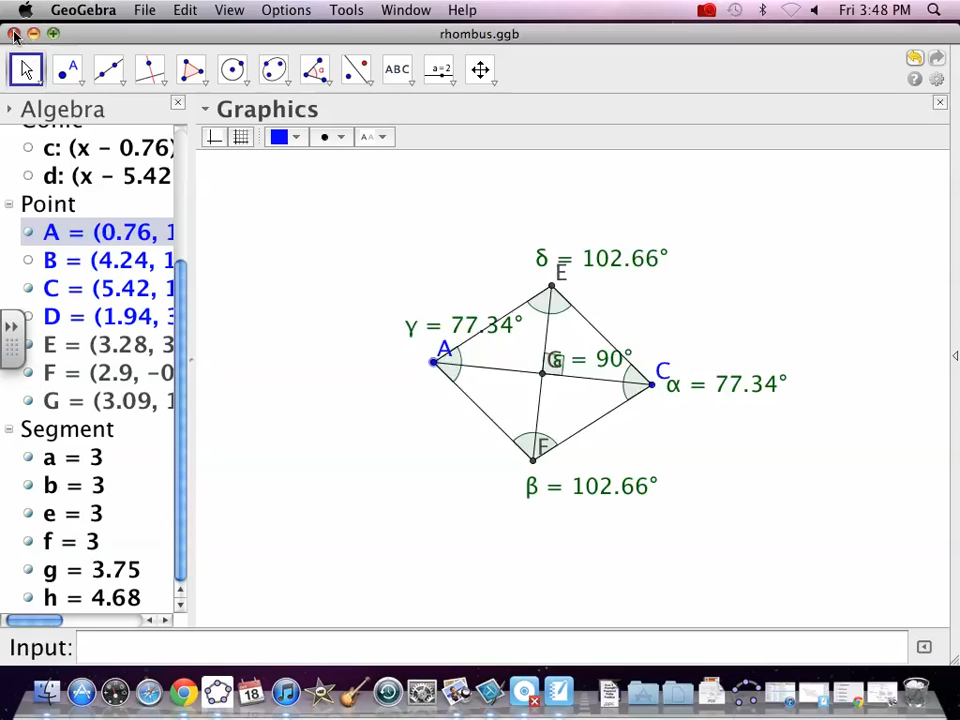 GeoGebra File Edit View Options Tools Window Help Fri 3:48 PM
rhombus.ggb
A ABC a=2
Algebra
Graphics
A A
c: (x − 0.76)
d: (x − 5.42
Point
A = (0.76, 1
B = (4.24, 1
C = (5.42, 1
D = (1.94, 3
E = (3.28, 3
F = (2.9, −0
G = (3.09, 1
Segment
a = 3
b = 3
e = 3
f = 3
g = 3.75
h = 4.68
δ = 102.66°
E
γ = 77.34°
A
G = 90°
C
α = 77.34°
F
β = 102.66°
Input:
18